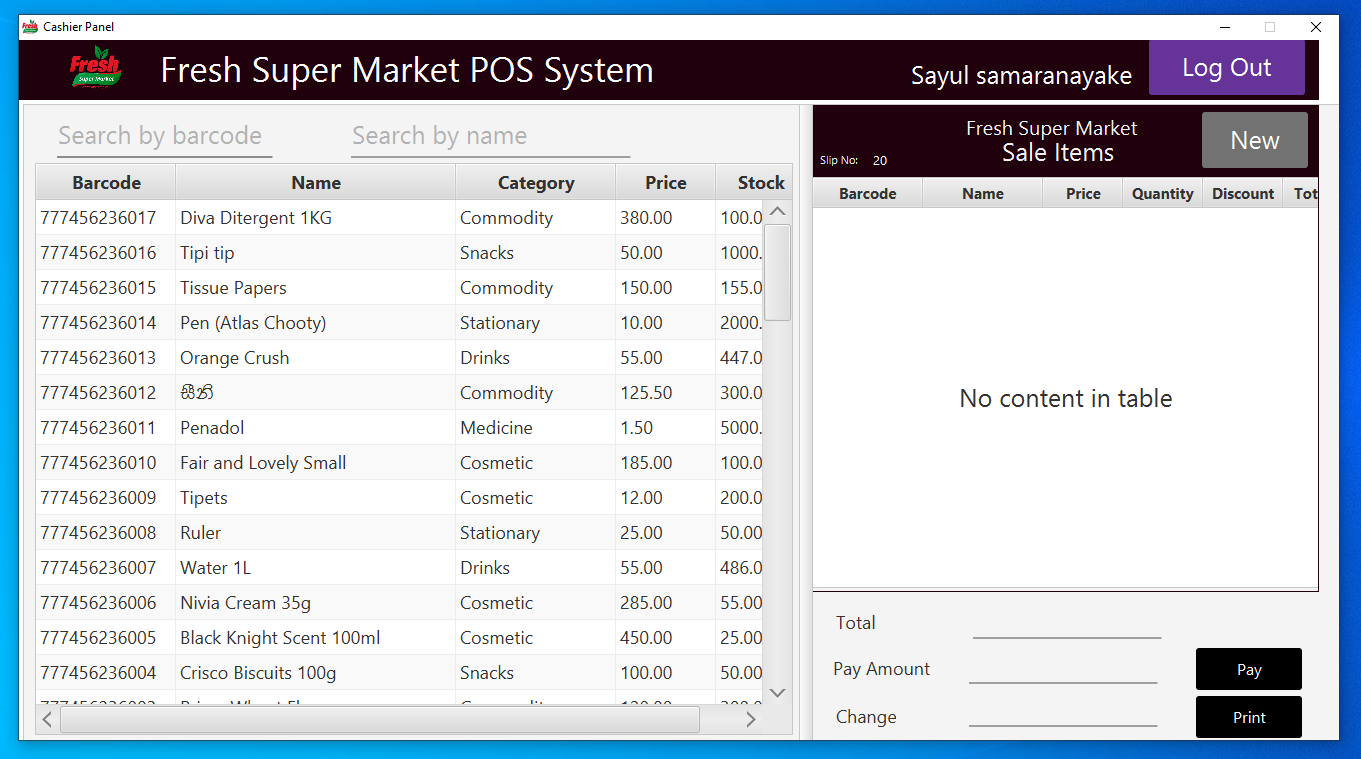 Cashier Panel
Fresh
Super Market
Fresh Super Market POS System
Sayul samaranayake
Log Out
Search by barcode
Search by name
Barcode Name Category Price Stock
777456236017 Diva Ditergent 1KG Commodity 380.00 100.0
777456236016 Tipi tip Snacks 50.00 1000.
777456236015 Tissue Papers Commodity 150.00 155.0
777456236014 Pen (Atlas Chooty) Stationary 10.00 2000.
777456236013 Orange Crush Drinks 55.00 447.0
777456236012 සීනි Commodity 125.50 300.0
777456236011 Penadol Medicine 1.50 5000.
777456236010 Fair and Lovely Small Cosmetic 185.00 100.0
777456236009 Tipets Cosmetic 12.00 200.0
777456236008 Ruler Stationary 25.00 50.00
777456236007 Water 1L Drinks 55.00 486.0
777456236006 Nivia Cream 35g Cosmetic 285.00 55.00
777456236005 Black Knight Scent 100ml Cosmetic 450.00 25.00
777456236004 Crisco Biscuits 100g Snacks 100.00 50.00
Fresh Super Market
Sale Items
New
Slip No: 20
Barcode Name Price Quantity Discount Tot
No content in table
Total
Pay Amount
Pay
Change
Print